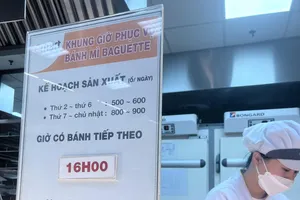 KHUNG GIỜ PHỤC V
BÁNH MÌ BAGUETTE
KẾ HOẠCH SẢN XUẤT (Ổ/ NGÀY)
• Thứ 2 – thứ 6 500 – 600
• Thứ 7 – chủ nhật : 800 – 900
GIỜ CÓ BÁNH TIẾP THEO
16H00
BONGARD